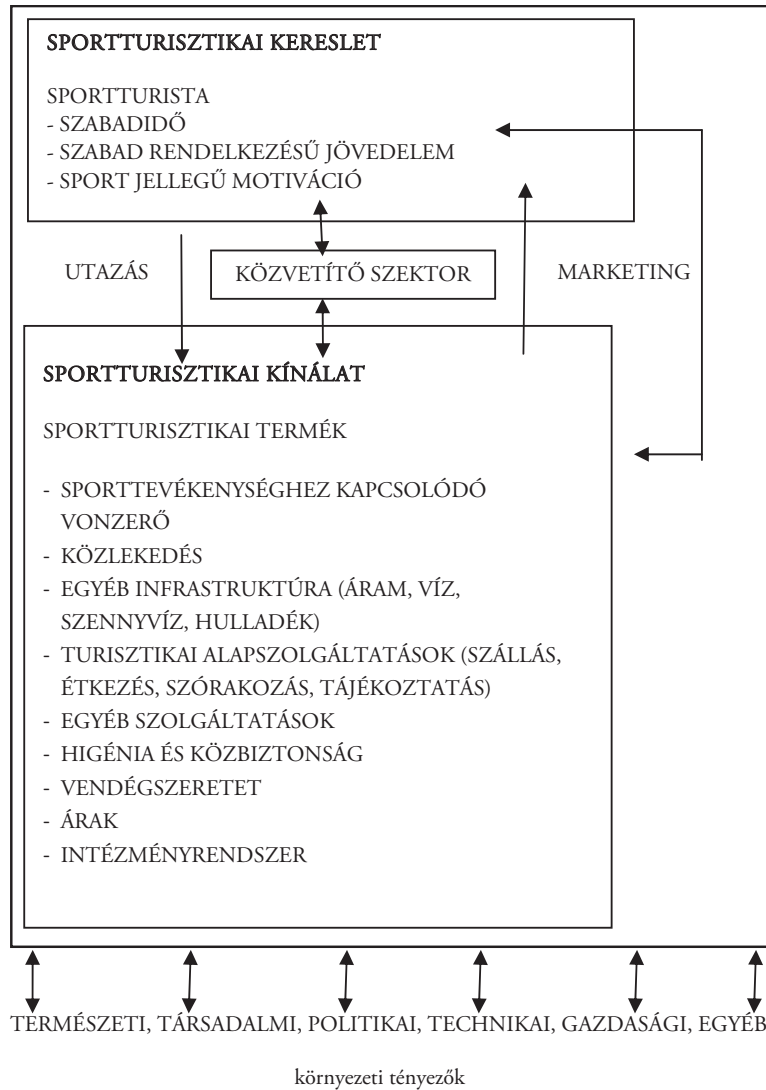 SPORTTURISZTIKAI KERESLET
SPORTTURISTA
- SZABADIDŐ
- SZABAD RENDELKEZÉSŰ JÖVEDELEM
- SPORT JELLEGŰ MOTIVÁCIÓ
UTAZÁS
KÖZVETÍTŐ SZEKTOR
MARKETING
SPORTTURISZTIKAI KÍNÁLAT
SPORTTURISZTIKAI TERMÉK
- SPORTTEVÉKENYSÉGHEZ KAPCSOLÓDÓ
VONZERŐ
- KÖZLEKEDÉS
- EGYÉB INFRASTRUKTÚRA (ÁRAM, VÍZ,
SZENNYVÍZ, HULLADÉK)
- TURISZTIKAI ALAPSZOLGÁLTATÁSOK (SZÁLLÁS,
ÉTKEZÉS, SZÓRAKOZÁS, TÁJÉKOZTATÁS)
- EGYÉB SZOLGÁLTATÁSOK
- HIGÉNIA ÉS KÖZBIZTONSÁG
- VENDÉGSZERETET
- ÁRAK
- INTÉZMÉNYRENDSZER
TERMÉSZETI, TÁRSADALMI, POLITIKAI, TECHNIKAI, GAZDASÁGI, EGYÉB
környezeti tényezők